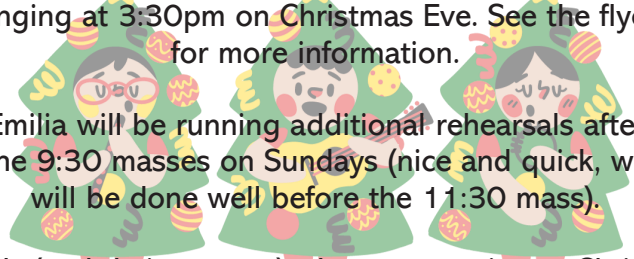 nging at 3:30pm on Christmas Eve. See the flye
for more information.
Emilia will be running additional rehearsals afte
he 9:30 masses on Sundays (nice and quick, w
will be done well before the 11:30 mass).